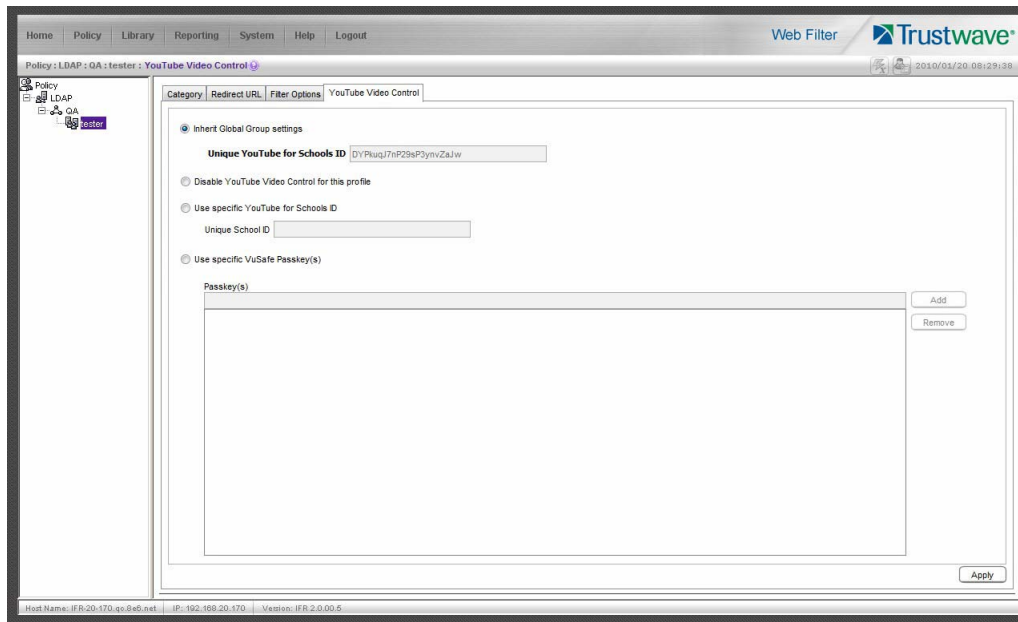 Home Policy Library Reporting System Help Logout
Web Filter
Trustwave®
Policy : LDAP : QA : tester : YouTube Video Control
2010/01/20 08:29:38
Policy
LDAP
QA
tester
Category Redirect URL Filter Options YouTube Video Control
Inherit Global Group settings
Unique YouTube for Schools ID DYPkuqJ7nP29sP3ynvZaJw
Disable YouTube Video Control for this profile
Use specific YouTube for Schools ID
Unique School ID
Use specific VuSafe Passkey(s)
Passkey(s)
Add
Remove
Apply
Host Name: IFR-20-170.qc.8e6.net IP: 192.168.20.170 Version: IFR 2.0.00.5